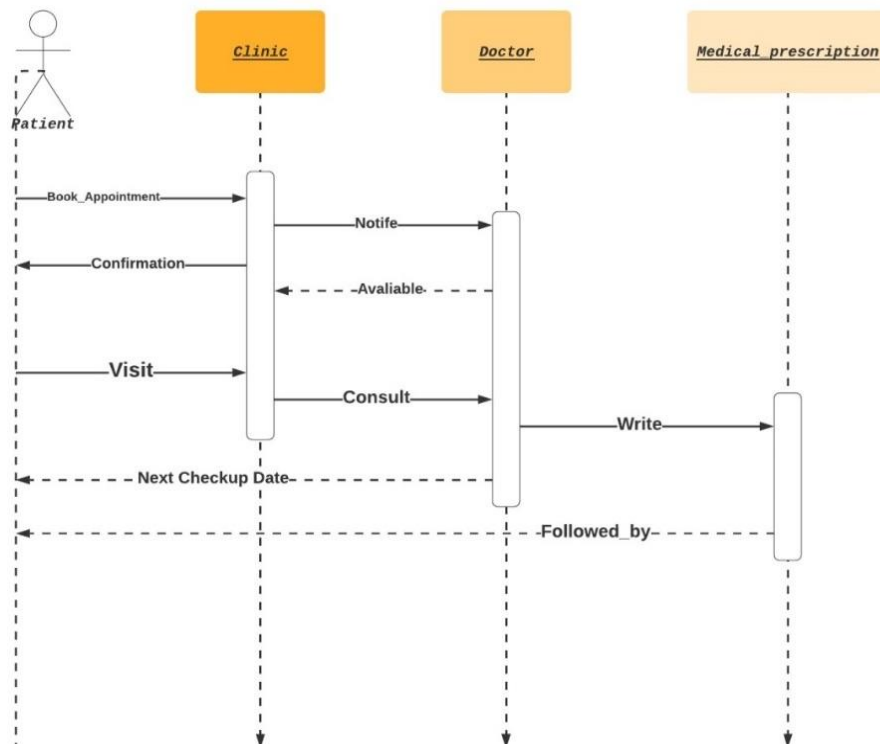 Clinic
Doctor
Medical_prescription
Patient
Book_Appointment
Notife
Confirmation
Avaliable
Visit
Consult
Write
Next Checkup Date
Followed_by